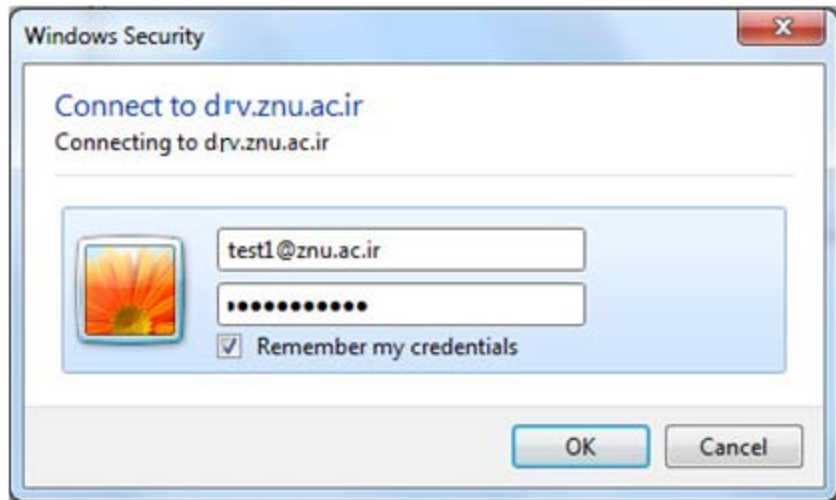 Windows Security
Connect to drv.znu.ac.ir
Connecting to drv.znu.ac.ir
test1@znu.ac.ir
●●●●●●●●●●●●
Remember my credentials
OK
Cancel